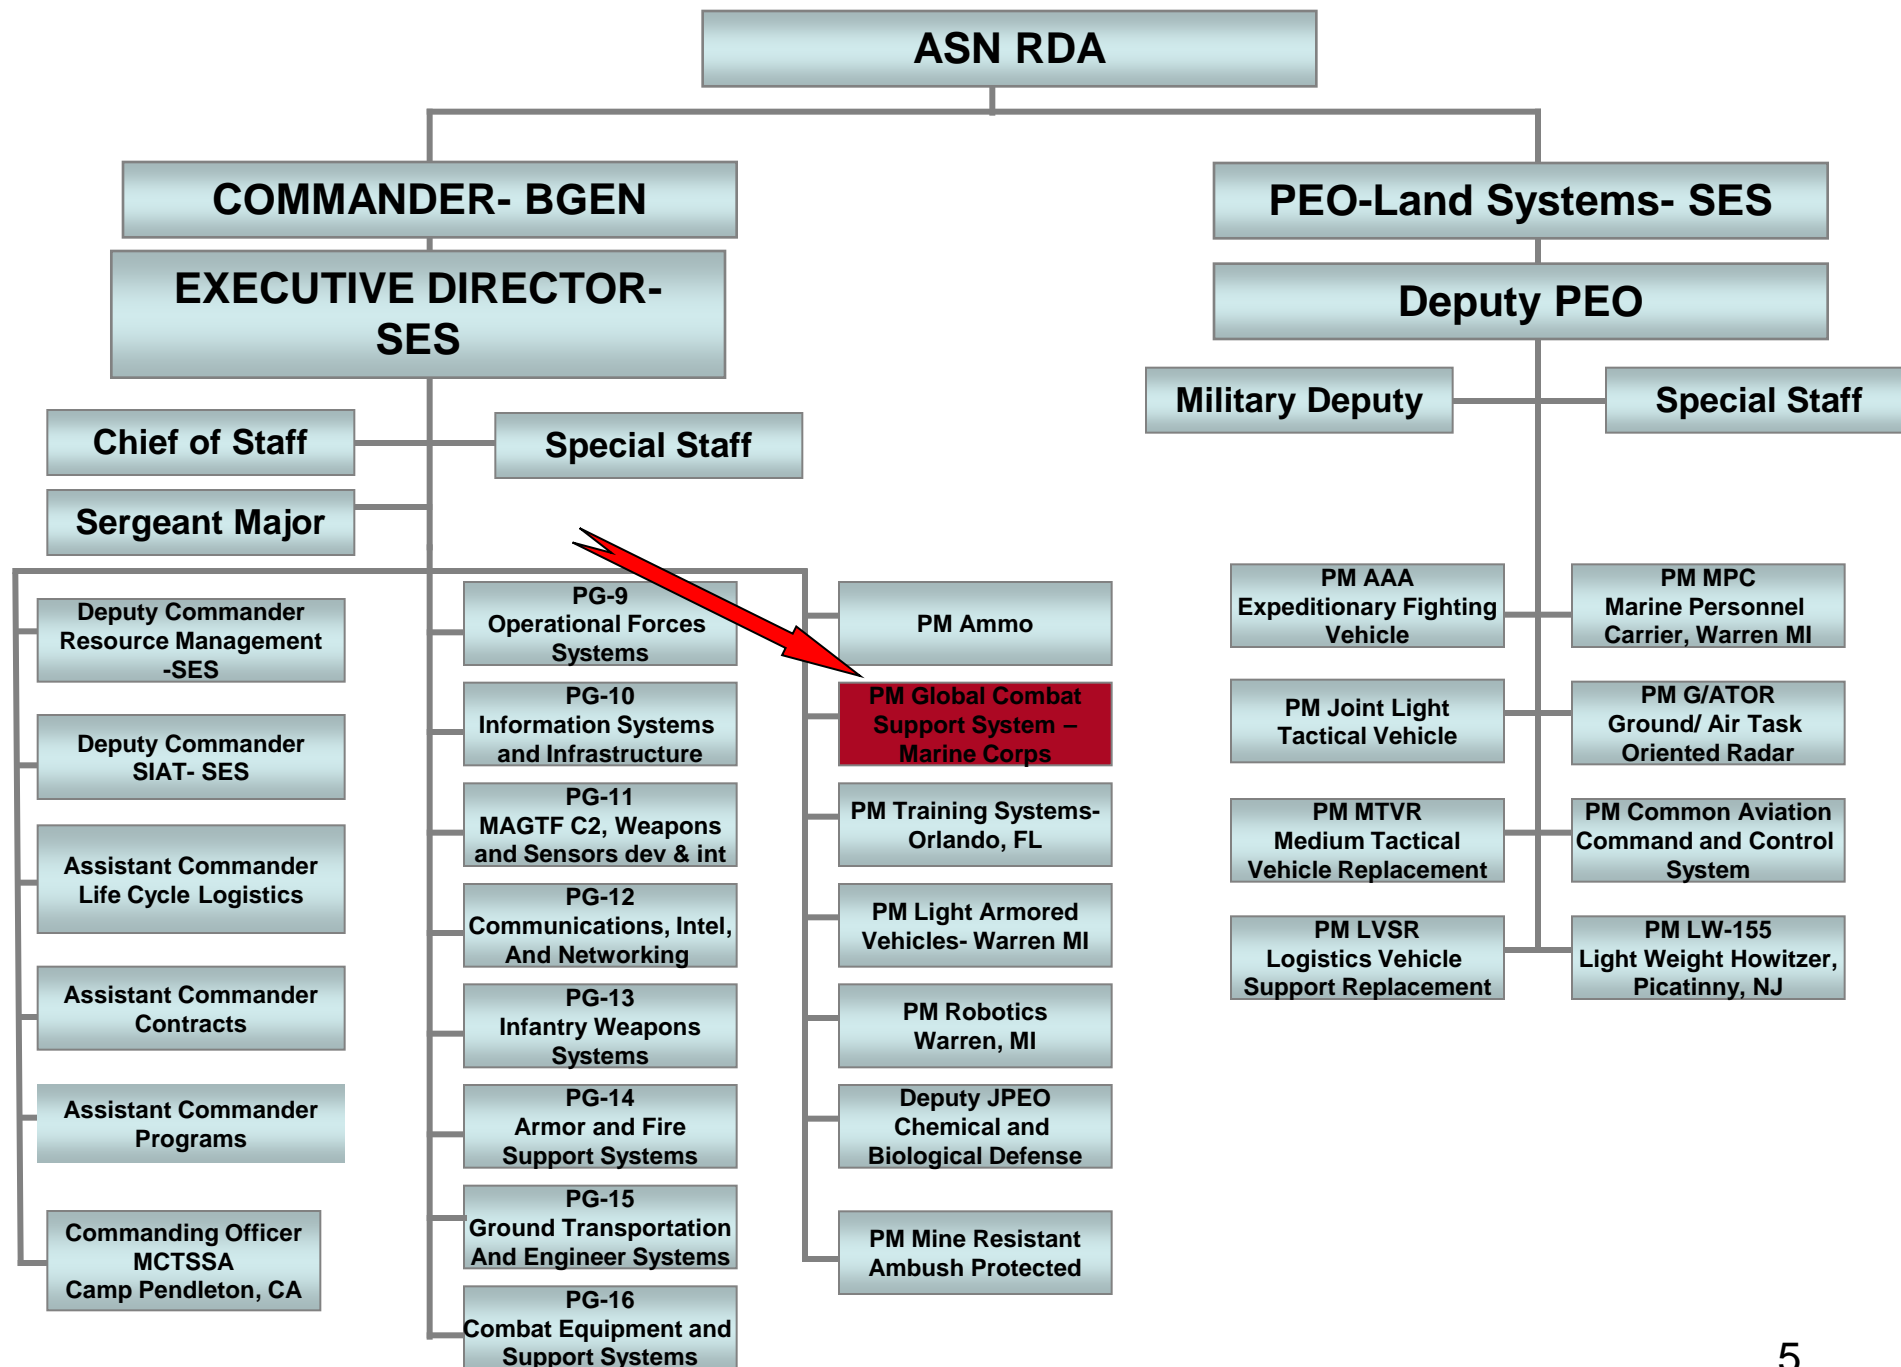 ASN RDA
COMMANDER- BGEN
EXECUTIVE DIRECTOR-
SES
Chief of Staff
Special Staff
Sergeant Major
Deputy Commander
Resource Management
-SES
Deputy Commander
SIAT- SES
Assistant Commander
Life Cycle Logistics
Assistant Commander
Contracts
Assistant Commander
Programs
Commanding Officer
MCTSSA
Camp Pendleton, CA
PG-9
Operational Forces
Systems
PG-10
Information Systems
and Infrastructure
PG-11
MAGTF C2, Weapons
and Sensors dev & int
PG-12
Communications, Intel,
And Networking
PG-13
Infantry Weapons
Systems
PG-14
Armor and Fire
Support Systems
PG-15
Ground Transportation
And Engineer Systems
PG-16
Combat Equipment and
Support Systems
PM Ammo
PM Global Combat
Support System –
Marine Corps
PM Training Systems-
Orlando, FL
PM Light Armored
Vehicles- Warren MI
PM Robotics
Warren, MI
Deputy JPEO
Chemical and
Biological Defense
PM Mine Resistant
Ambush Protected
PEO-Land Systems- SES
Deputy PEO
Military Deputy
Special Staff
PM AAA
Expeditionary Fighting
Vehicle
PM Joint Light
Tactical Vehicle
PM MTVR
Medium Tactical
Vehicle Replacement
PM LVSR
Logistics Vehicle
Support Replacement
PM MPC
Marine Personnel
Carrier, Warren MI
PM G/ATOR
Ground/ Air Task
Oriented Radar
PM Common Aviation
Command and Control
System
PM LW-155
Light Weight Howitzer,
Picatinny, NJ
5